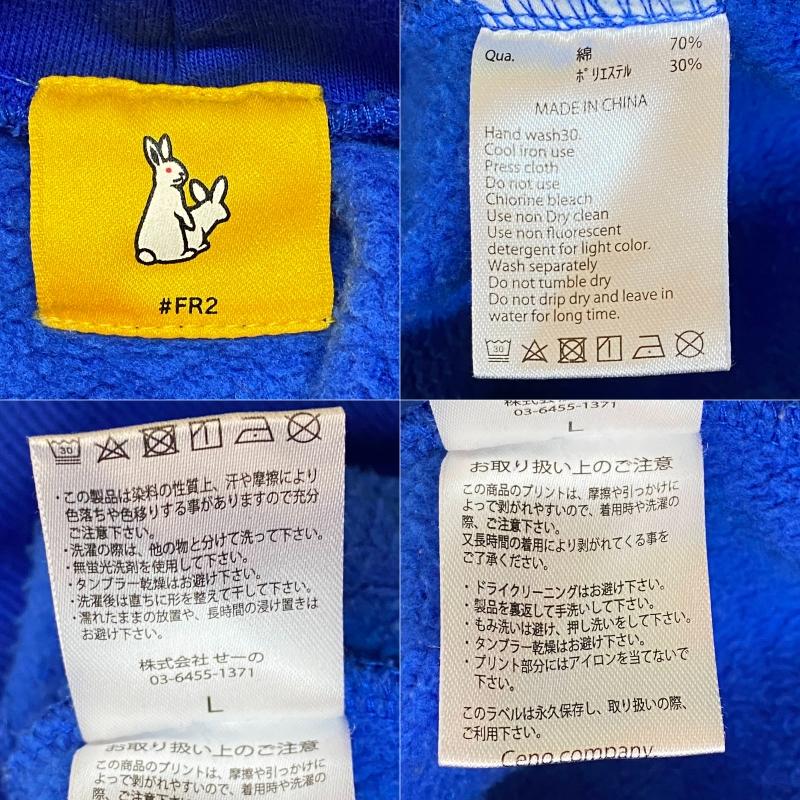 #FR2
Qua. 綿 70%
ポリエステル 30%
MADE IN CHINA
Hand wash30.
Cool iron use
Press cloth
Do not use
Chlorine bleach
Use non Dry clean
Use non fluorescent
detergent for light color.
Wash separately
Do not tumble dry
Do not drip dry and leave in
water for long time.
30
30
・この製品は染料の性質上、汗や摩擦により
色落ちや色移りする事がありますので充分
ご注意下さい。
・洗濯の際は、他の物と分けて洗って下さい。
・無蛍光洗剤を使用して下さい。
・タンブラー乾燥はお避け下さい。
・洗濯後は直ちに形を整えて干して下さい。
・濡れたままの放置や、長時間の浸け置きは
お避け下さい。
株式会社 せーの
03-6455-1371
L
お取り扱い上のご注意
この商品のプリントは、摩擦や引っかけに
よって剥がれやすいので、着用時や洗濯の
株式会
03-6455-1371
L
お取り扱い上のご注意
この商品のプリントは、摩擦や引っかけに
よって剥がれやすいので、着用時や洗濯の
際、ご注意下さい。
又長時間の着用により剥がれてくる事を
ご了承ください。
・ドライクリーニングはお避け下さい。
・製品を裏返して手洗いして下さい。
・もみ洗いは避け、押し洗いをして下さい。
・タンブラー乾燥はお避け下さい。
・プリント部分にはアイロンを当てないで
下さい。
このラベルは永久保存し、取り扱いの際、
ご利用下さい。
Ceno.company.